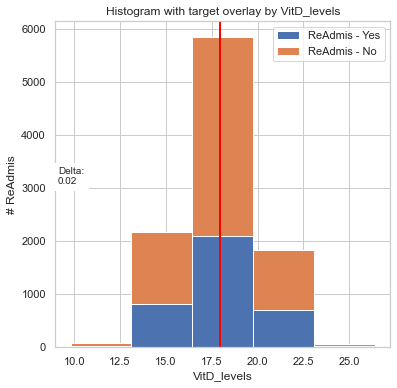 Histogram with target overlay by VitD_levels
ReAdmis - Yes
ReAdmis - No
6000
5000
4000
3000
2000
1000
0
Delta:
0.02
# ReAdmis
10.0 12.5 15.0 17.5 20.0 22.5 25.0
VitD_levels